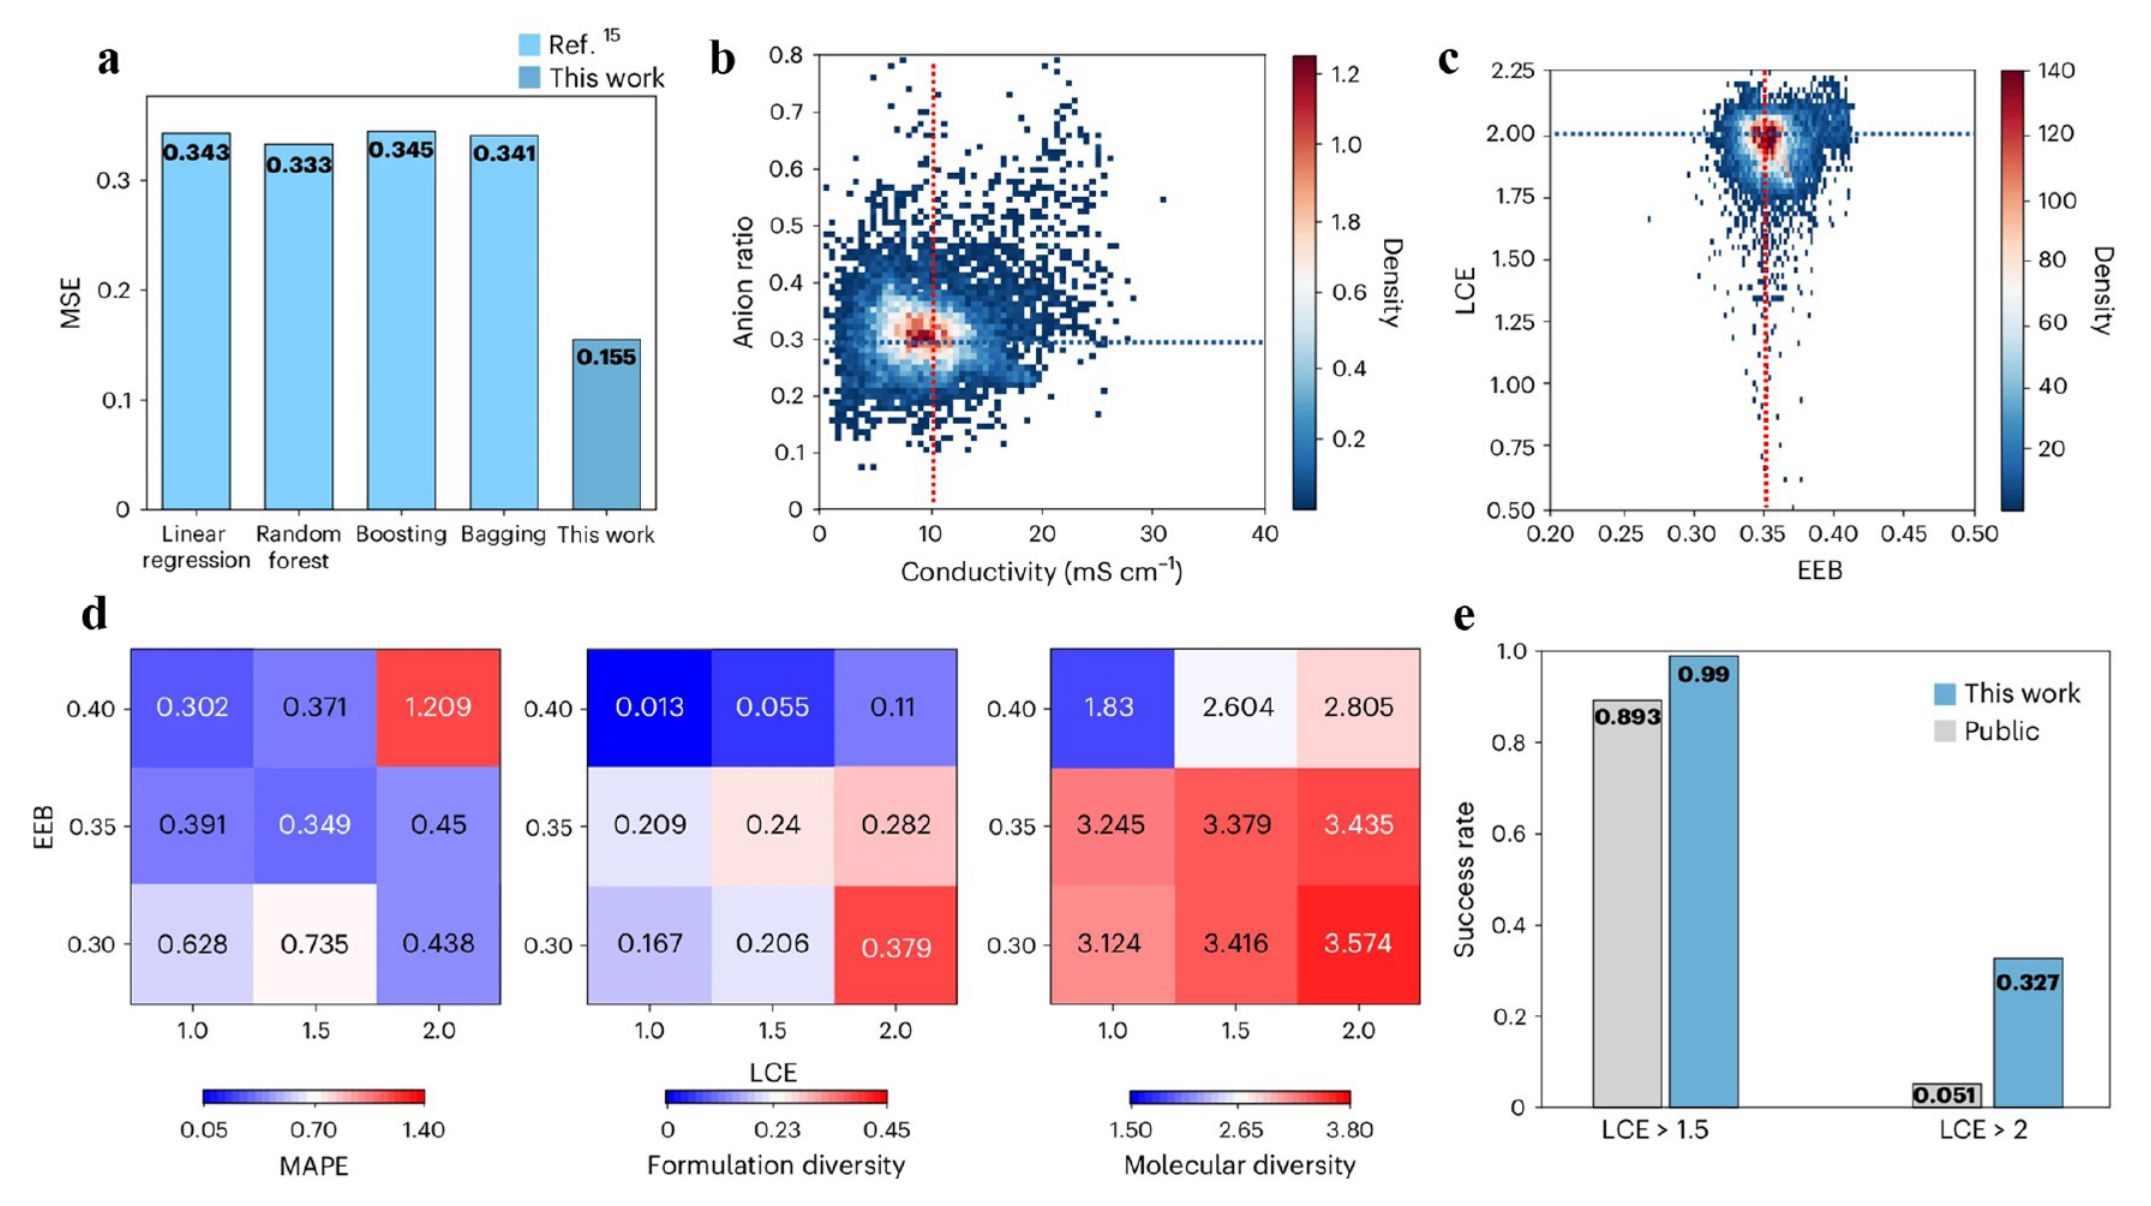 a
Ref. 15
This work
MSE
0.3
0.2
0.1
0
0.343
0.333
0.345
0.341
0.155
Linear
regression
Random
forest
Boosting
Bagging
This work
b
Anion ratio
0.8
0.7
0.6
0.5
0.4
0.3
0.2
0.1
0
0
10
20
30
40
Conductivity (mS cm⁻¹)
1.2
1.0
1.8
0.6
0.4
0.2
Density
c
LCE
2.25
2.00
1.75
1.50
1.25
1.00
0.75
0.50
0.20
0.25
0.30
0.35
0.40
0.45
0.50
EEB
140
120
100
80
60
40
20
Density
d
EEB
0.40
0.35
0.30
0.302 0.371 1.209
0.391 0.349 0.45
0.628 0.735 0.438
1.0 1.5 2.0
0.05 0.70 1.40
MAPE
0.40
0.35
0.30
0.013 0.055 0.11
0.209 0.24 0.282
0.167 0.206 0.379
1.0 1.5 2.0
LCE
0 0.23 0.45
Formulation diversity
0.40
0.35
0.30
1.83 2.604 2.805
3.245 3.379 3.435
3.124 3.416 3.574
1.0 1.5 2.0
1.50 2.65 3.80
Molecular diversity
e
Success rate
1.0
0.8
0.6
0.4
0.2
0
0.893
0.99
0.051
0.327
This work
Public
LCE > 1.5
LCE > 2